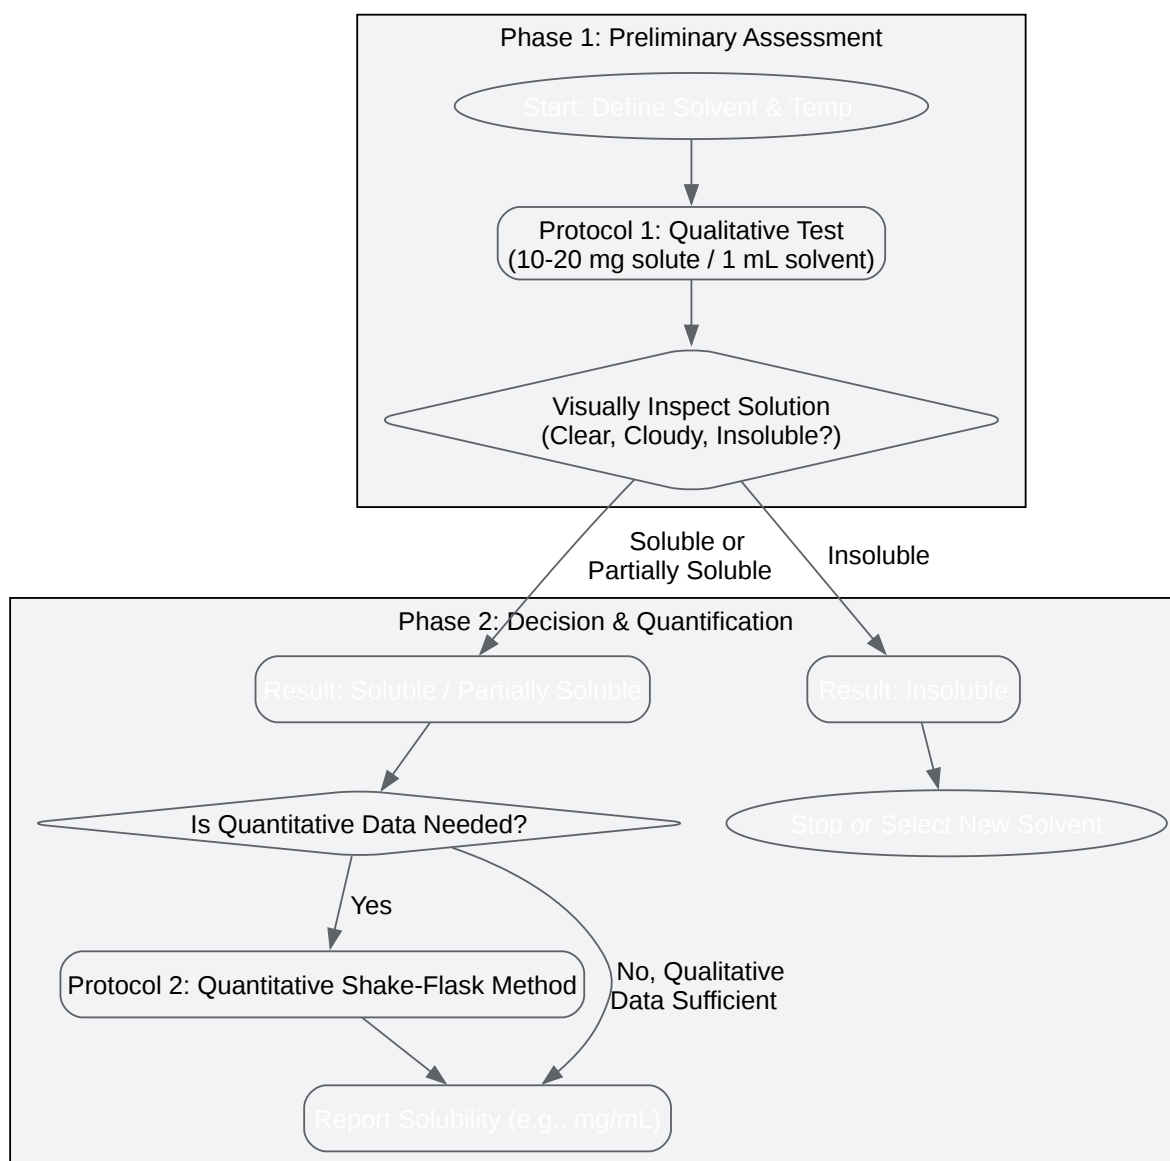 Phase 1: Preliminary Assessment
Start: Define Solvent & Temp.
Protocol 1: Qualitative Test
(10-20 mg solute / 1 mL solvent)
Visually Inspect Solution
(Clear, Cloudy, Insoluble?)
Soluble or
Partially Soluble
Insoluble
Phase 2: Decision & Quantification
Result: Soluble / Partially Soluble
Result: Insoluble
Is Quantitative Data Needed?
Stop or Select New Solvent
Yes
No, Qualitative
Data Sufficient
Protocol 2: Quantitative Shake-Flask Method
Report Solubility (e.g., mg/mL)